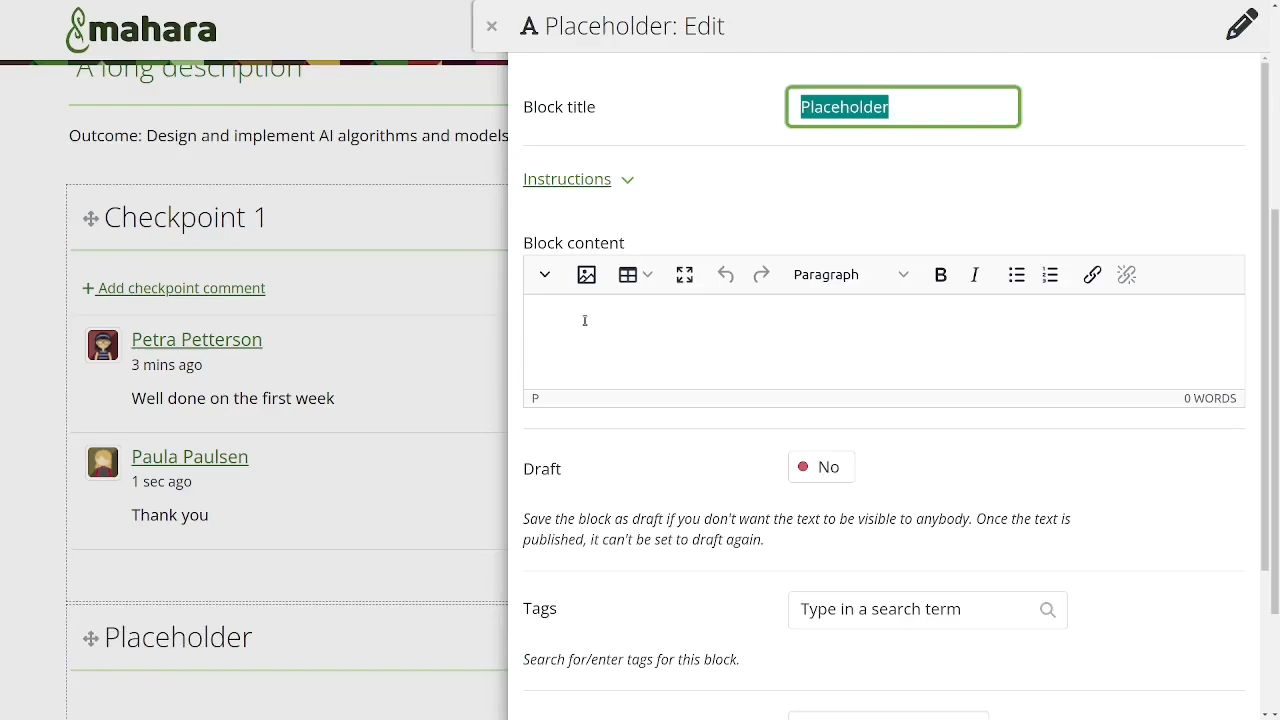 mahara
A long description
Outcome: Design and implement AI algorithms and models
Checkpoint 1
+ Add checkpoint comment
Petra Petterson
3 mins ago
Well done on the first week
Paula Paulsen
1 sec ago
Thank you
Placeholder
A Placeholder: Edit
Block title
Placeholder
Instructions
Block content
Paragraph
B I
P
0 WORDS
Draft
No
Save the block as draft if you don't want the text to be visible to anybody. Once the text is
published, it can't be set to draft again.
Tags
Type in a search term
Search for/enter tags for this block.